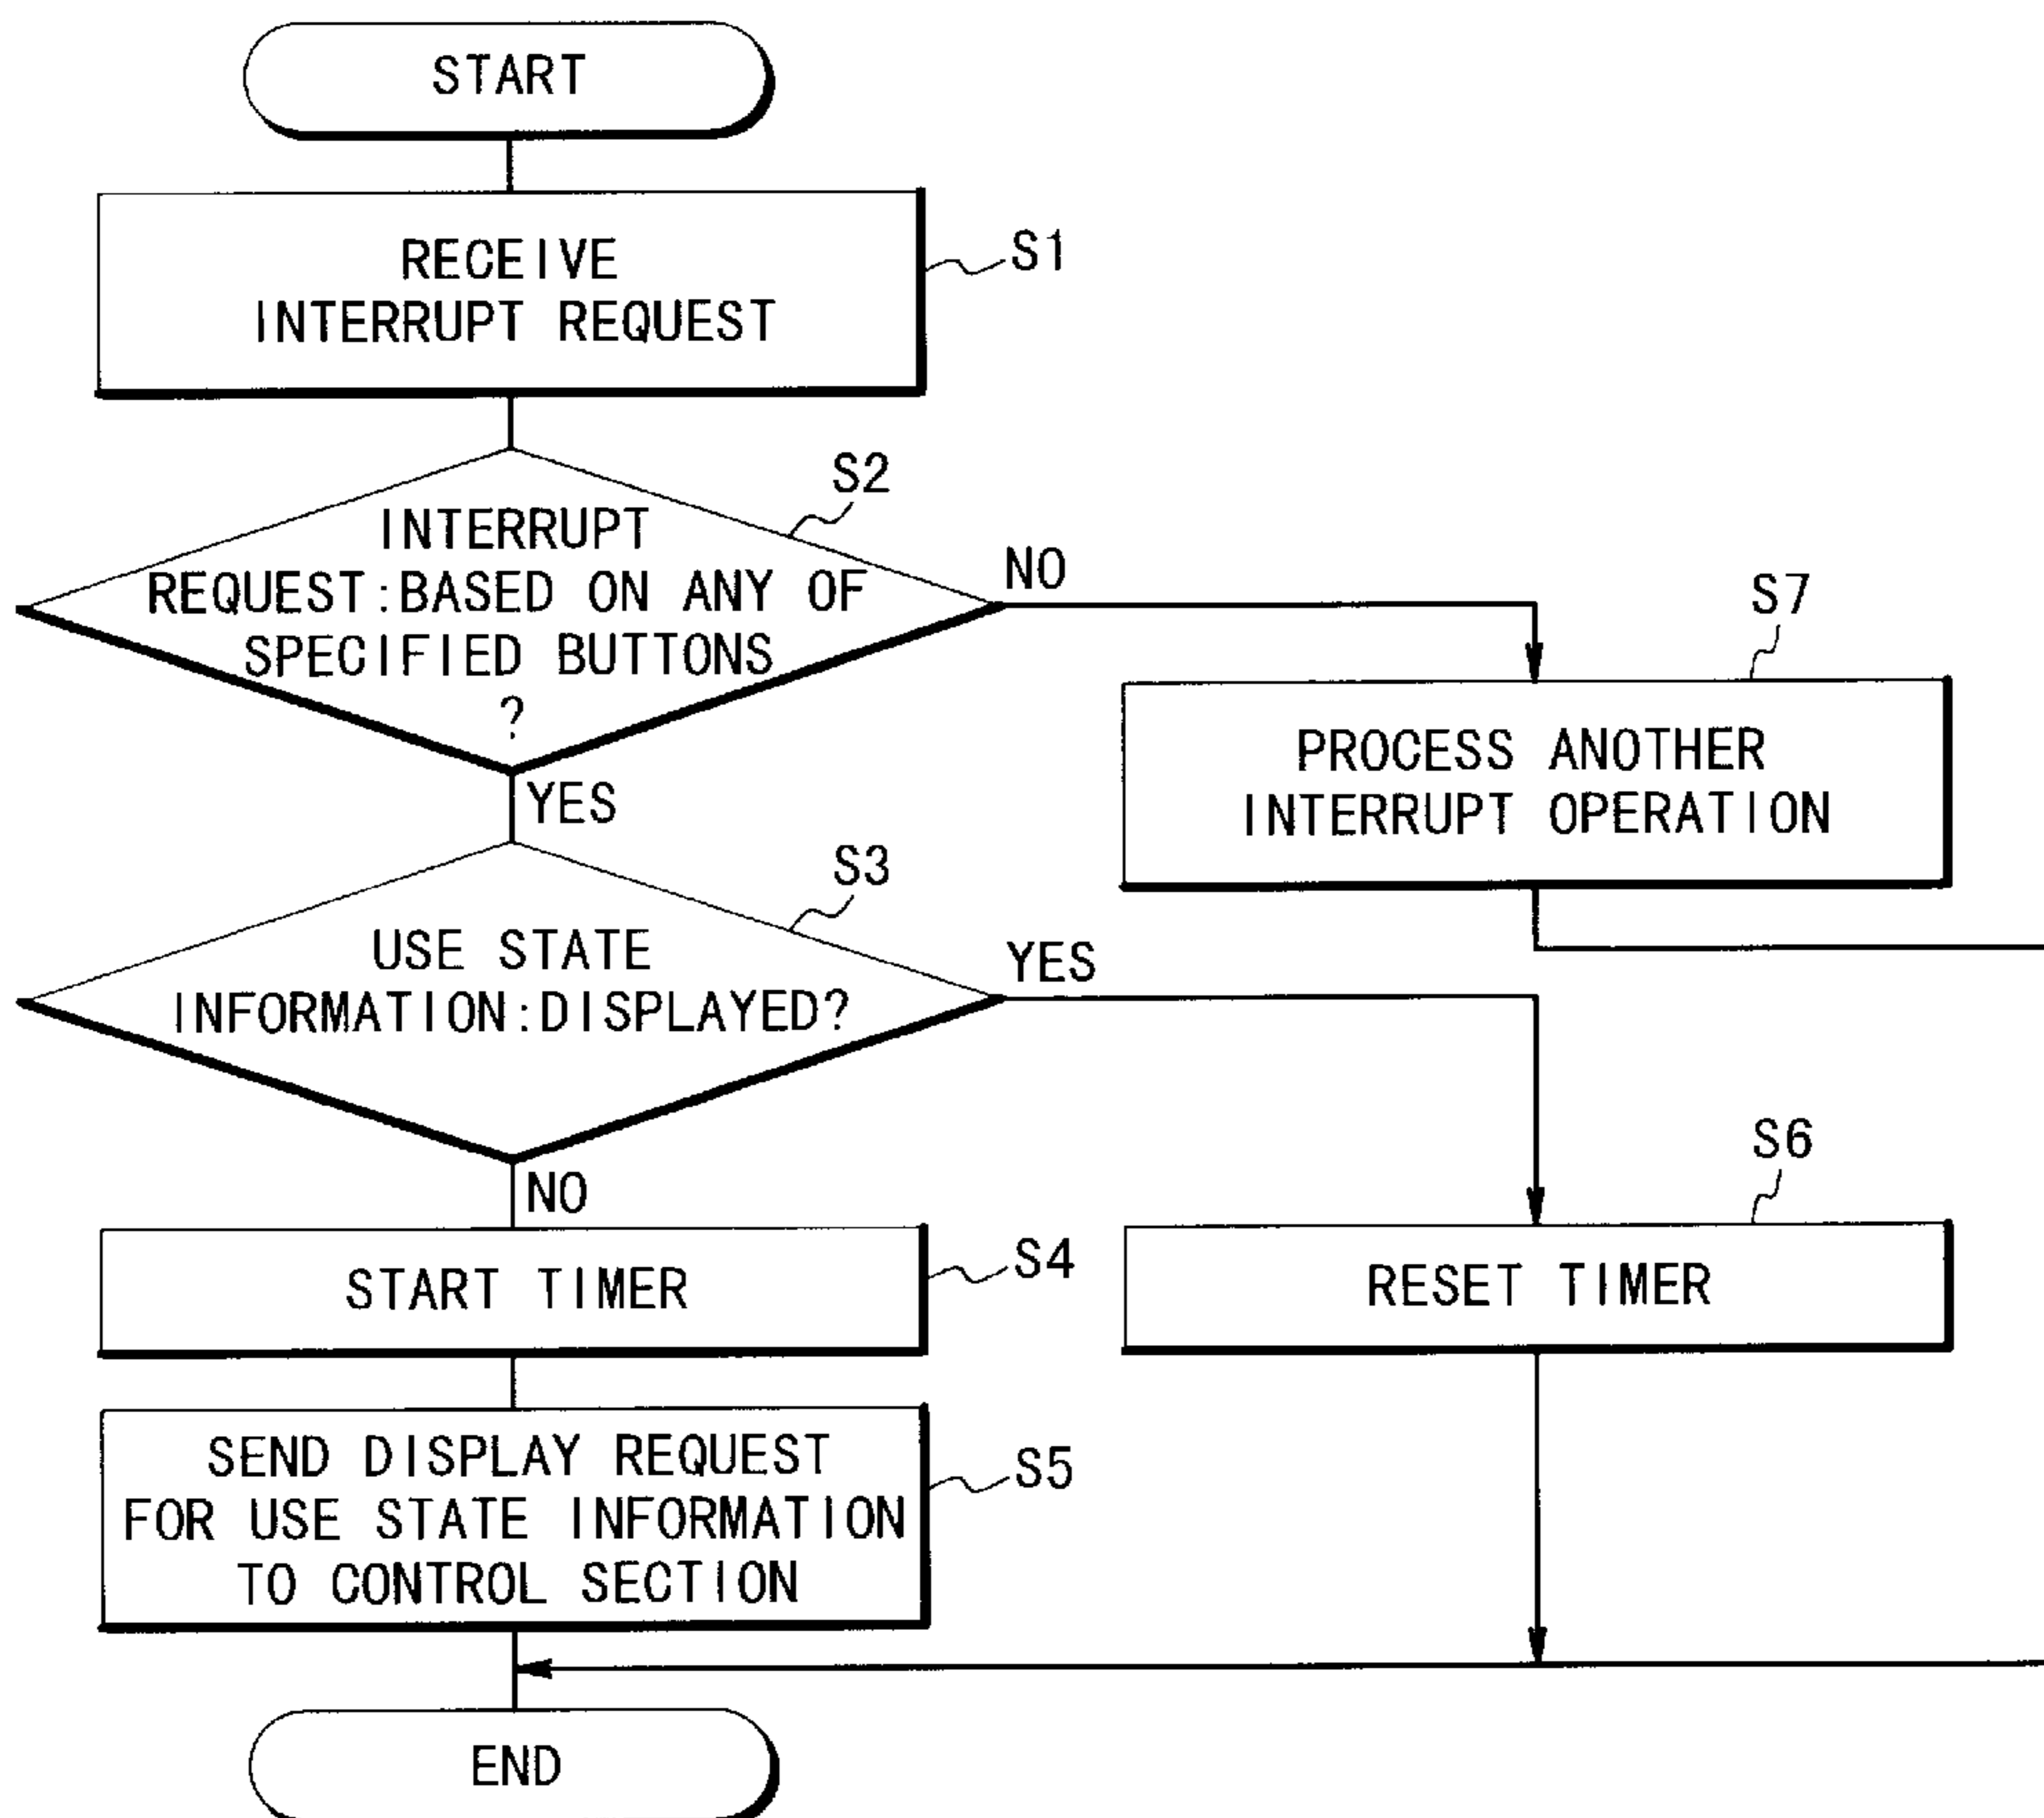 START
RECEIVE
INTERRUPT REQUEST
S1
S2
INTERRUPT
REQUEST:BASED ON ANY OF
SPECIFIED BUTTONS
?
NO
YES
S7
PROCESS ANOTHER
INTERRUPT OPERATION
S3
USE STATE
INFORMATION:DISPLAYED?
YES
NO
S6
RESET TIMER
START TIMER
S4
SEND DISPLAY REQUEST
FOR USE STATE INFORMATION
TO CONTROL SECTION
S5
END